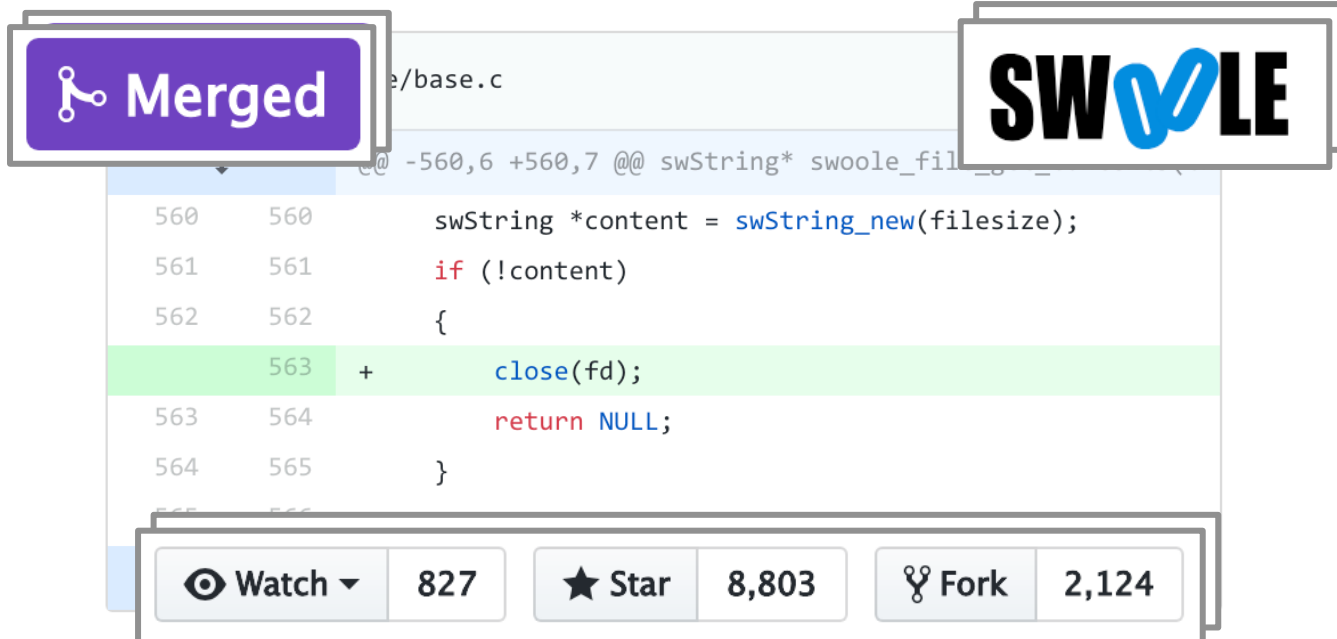 Merged
e/base.c
SWOOLE
@@ -560,6 +560,7 @@ swString* swoole_fil
560 560 swString *content = swString_new(filesize);
561 561 if (!content)
562 562 {
563 + close(fd);
563 564 return NULL;
564 565 }
Watch 827 Star 8,803 Fork 2,124